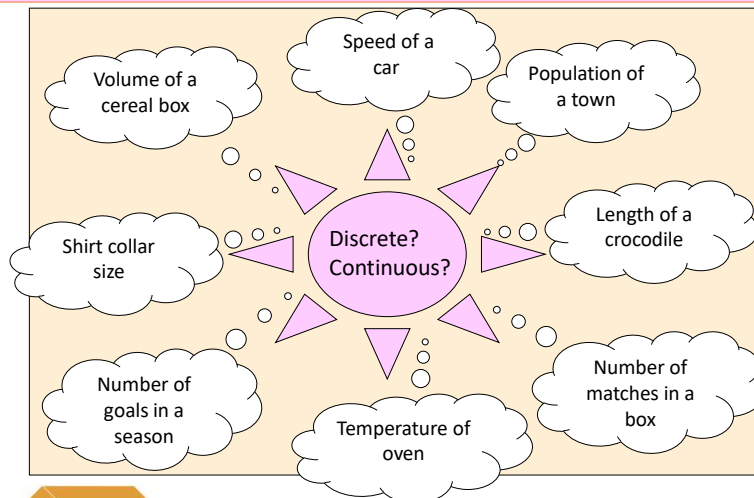 Speed of a
car
Volume of a
cereal box
Population of
a town
Shirt collar
size
Discrete?
Continuous?
Length of a
crocodile
Number of
goals in a
season
Temperature of
oven
Number of
matches in a
box